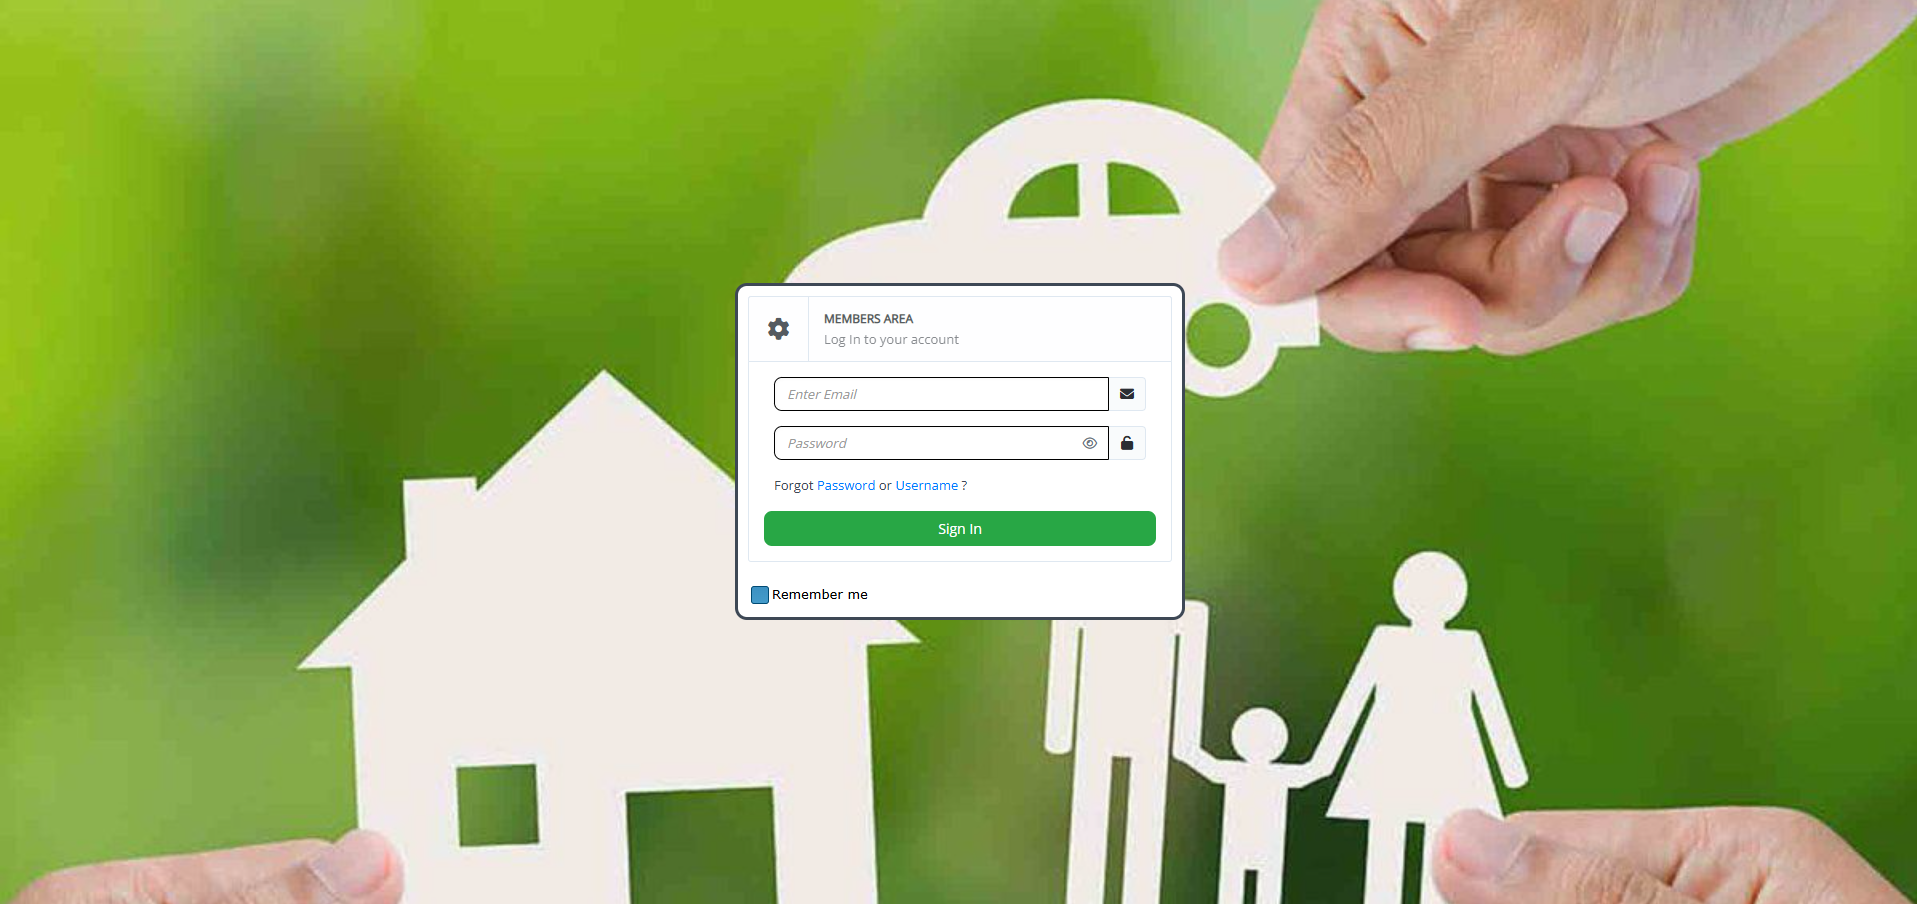 MEMBERS AREA
Log In to your account
Enter Email
Password
Forgot Password or Username ?
Sign In
Remember me